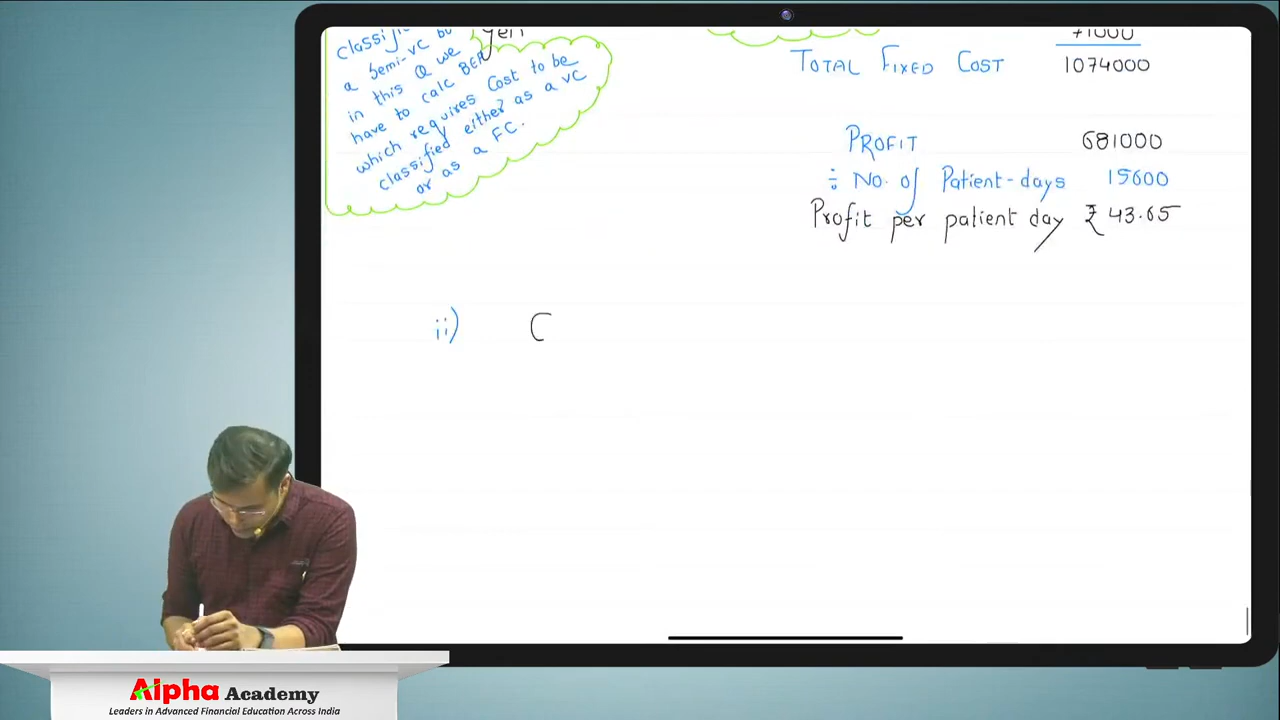 classifi
a semi-VC bu
in this Q we
have to calc BEP
which requires Cost to be
classified either as a VC
or as a FC.
71000
TOTAL FIXED COST 1074000
PROFIT 681000
÷ No. of Patient-days 15600
Profit per patient day ₹ 43.65
ii) C
Alpha Academy
Leaders in Advanced Financial Education Across India